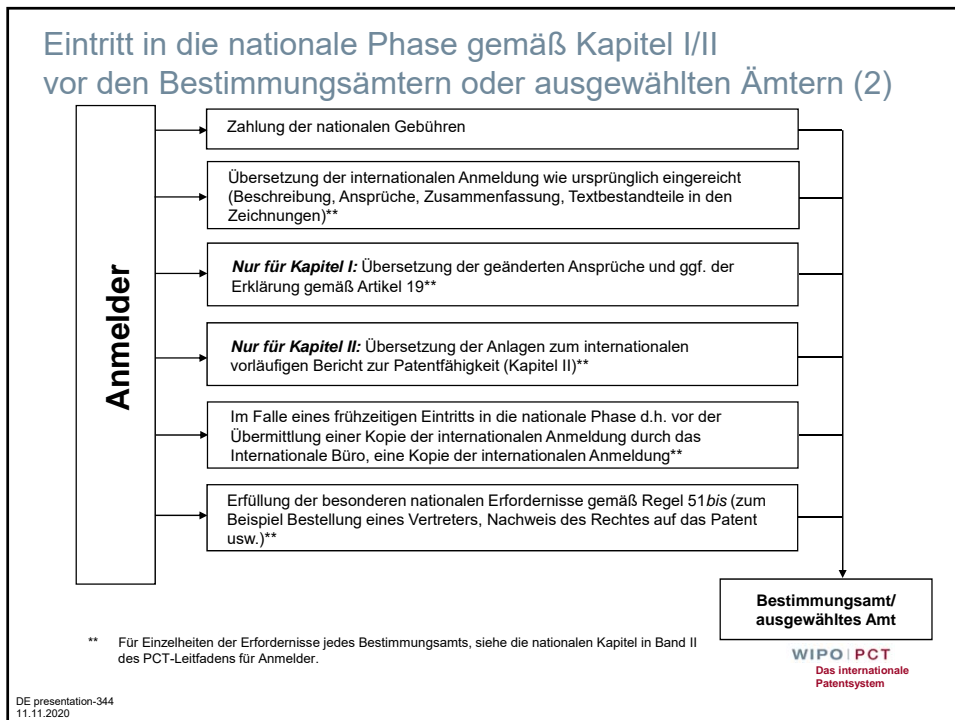 Eintritt in die nationale Phase gemäß Kapitel I/II
vor den Bestimmungsämtern oder ausgewählten Ämtern (2)
Anmelder
Zahlung der nationalen Gebühren
Übersetzung der internationalen Anmeldung wie ursprünglich eingereicht
(Beschreibung, Ansprüche, Zusammenfassung, Textbestandteile in den
Zeichnungen)**
Nur für Kapitel I: Übersetzung der geänderten Ansprüche und ggf. der
Erklärung gemäß Artikel 19**
Nur für Kapitel II: Übersetzung der Anlagen zum internationalen
vorläufigen Bericht zur Patentfähigkeit (Kapitel II)**
Im Falle eines frühzeitigen Eintritts in die nationale Phase d.h. vor der
Übermittlung einer Kopie der internationalen Anmeldung durch das
Internationale Büro, eine Kopie der internationalen Anmeldung**
Erfüllung der besonderen nationalen Erfordernisse gemäß Regel 51bis (zum
Beispiel Bestellung eines Vertreters, Nachweis des Rechtes auf das Patent
usw.)**
Bestimmungsamt/
ausgewähltes Amt
** Für Einzelheiten der Erfordernisse jedes Bestimmungsamts, siehe die nationalen Kapitel in Band II
des PCT-Leitfadens für Anmelder.
WIPO | PCT
Das internationale
Patentsystem
DE presentation-344
11.11.2020